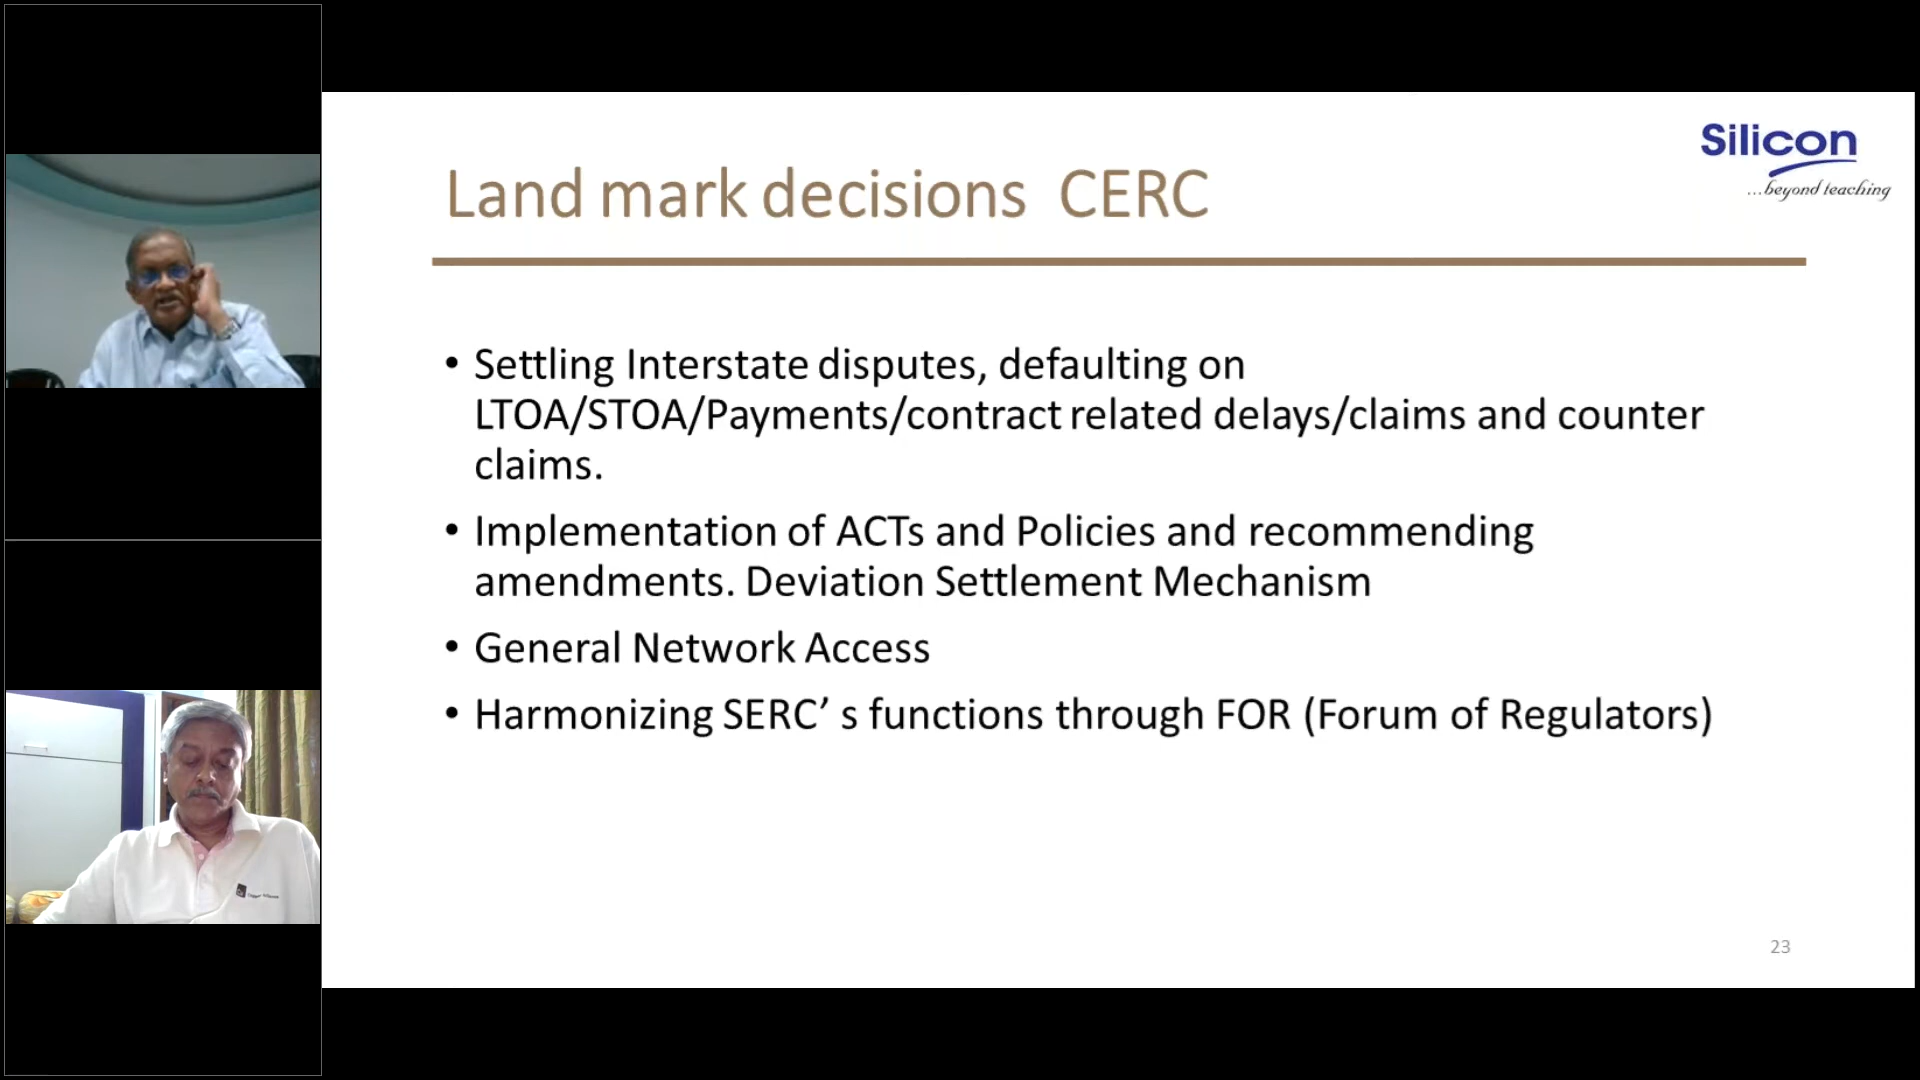 Silicon
...beyond teaching
Land mark decisions CERC
• Settling Interstate disputes, defaulting on
LTOA/STOA/Payments/contract related delays/claims and counter
claims.
• Implementation of ACTs and Policies and recommending
amendments. Deviation Settlement Mechanism
• General Network Access
• Harmonizing SERC’ s functions through FOR (Forum of Regulators)
23